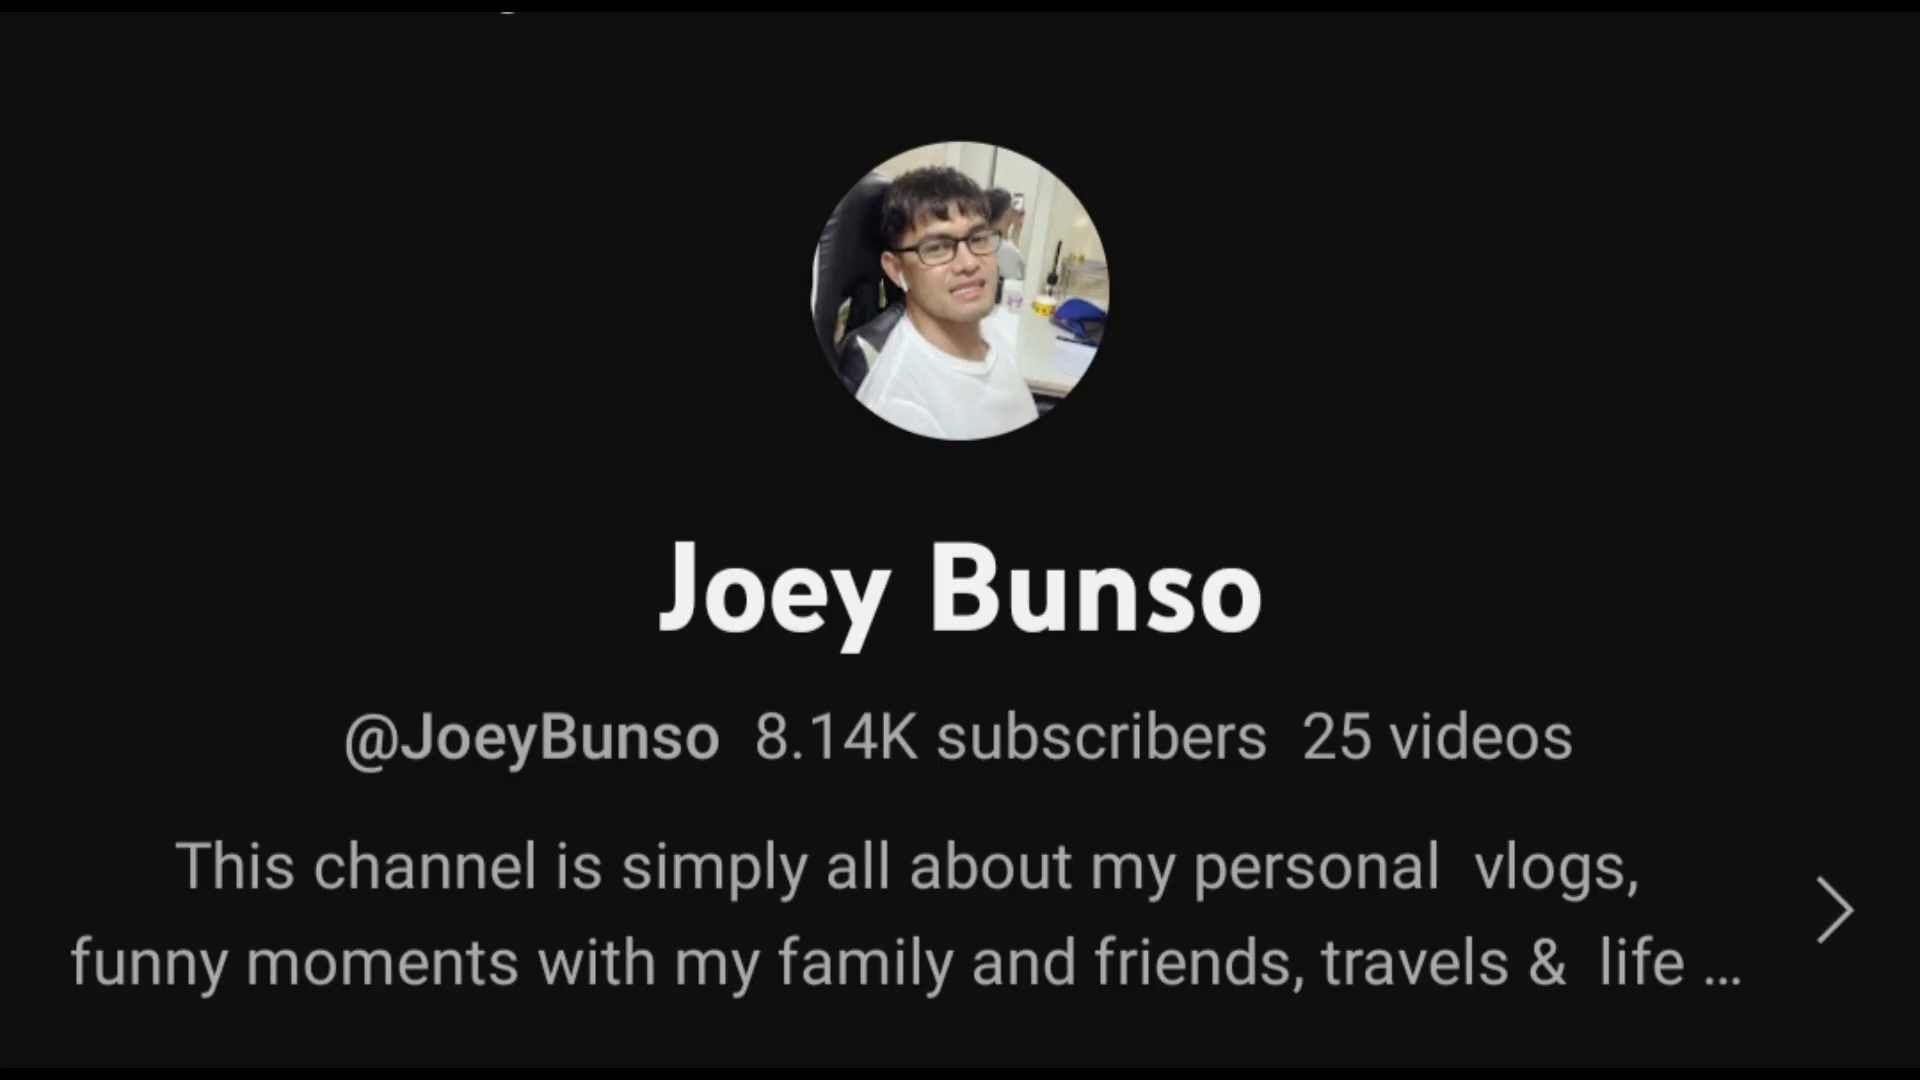 Joey Bunso
@JoeyBunso 8.14K subscribers 25 videos
This channel is simply all about my personal vlogs,
funny moments with my family and friends, travels & life ...